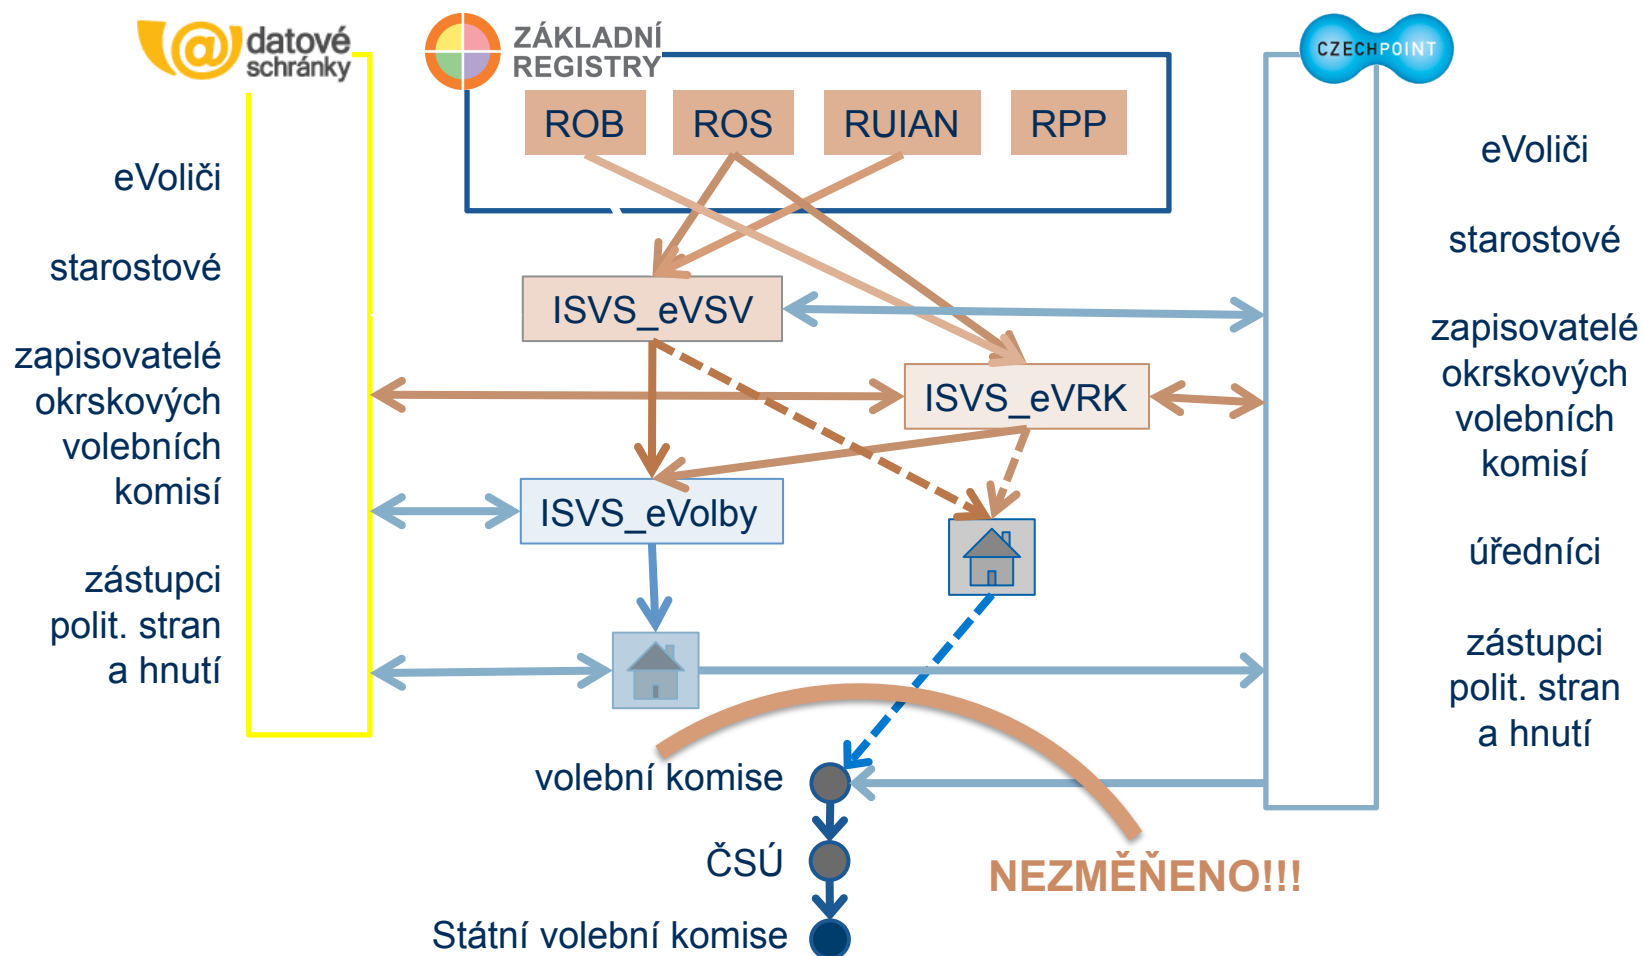 datové
schránky
ZÁKLADNÍ
REGISTRY
CZECHPOINT
ROB
ROS
RUIAN
RPP
eVoliči
starostové
zapisovatelé
okrskových
volebních
komisí
zástupci
polit. stran
a hnutí
ISVS_eVSV
ISVS_eVRK
ISVS_eVolby
eVoliči
starostové
zapisovatelé
okrskových
volebních
komisí
úředníci
zástupci
polit. stran
a hnutí
volební komise
ČSÚ
NEZMĚŇENO!!!
Státní volební komise